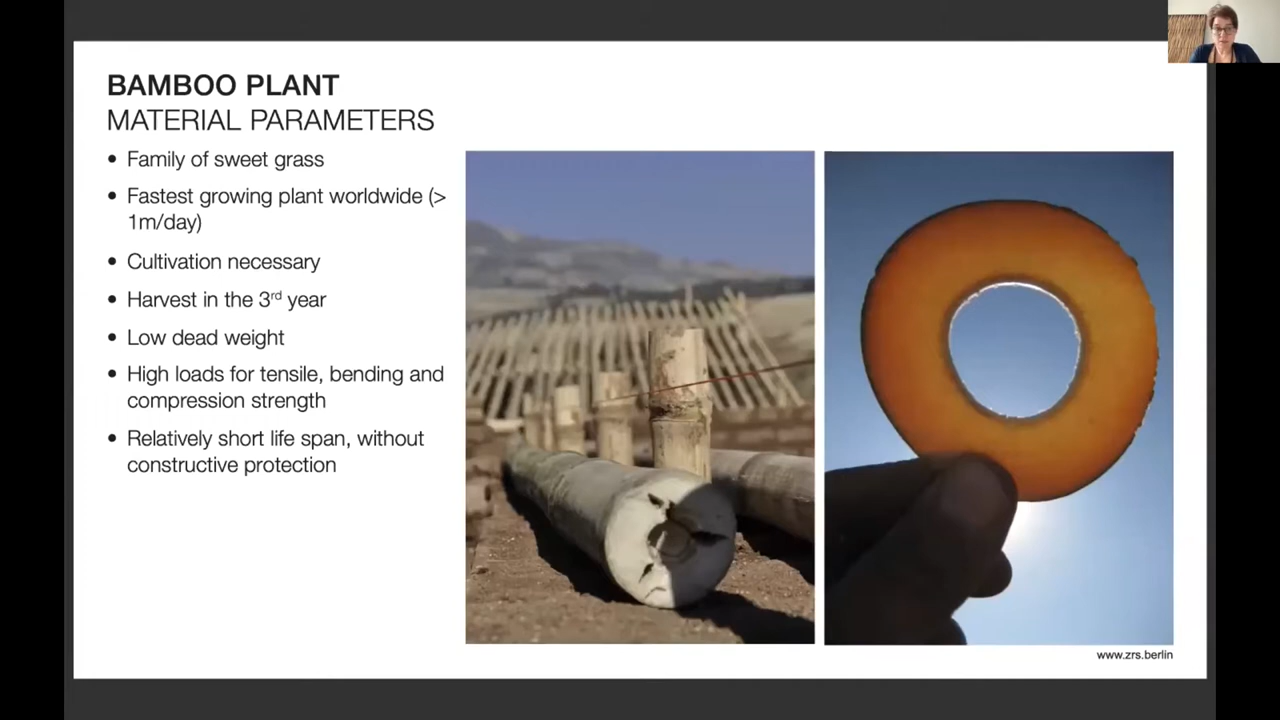 BAMBOO PLANT
MATERIAL PARAMETERS
• Family of sweet grass
• Fastest growing plant worldwide (>
1m/day)
• Cultivation necessary
• Harvest in the 3rd year
• Low dead weight
• High loads for tensile, bending and
compression strength
• Relatively short life span, without
constructive protection
www.zrs.berlin